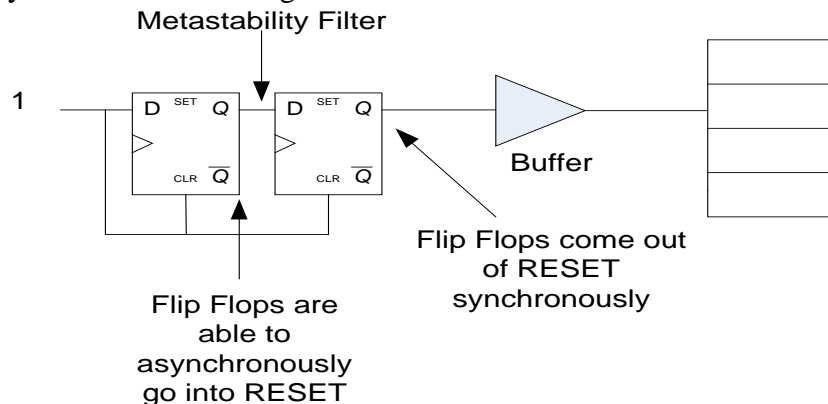 Metastability Filter
1
D SET Q
CLR Q
D SET Q
CLR Q
Buffer
Flip Flops are
able to
asynchronously
go into RESET
Flip Flops come out
of RESET
synchronously